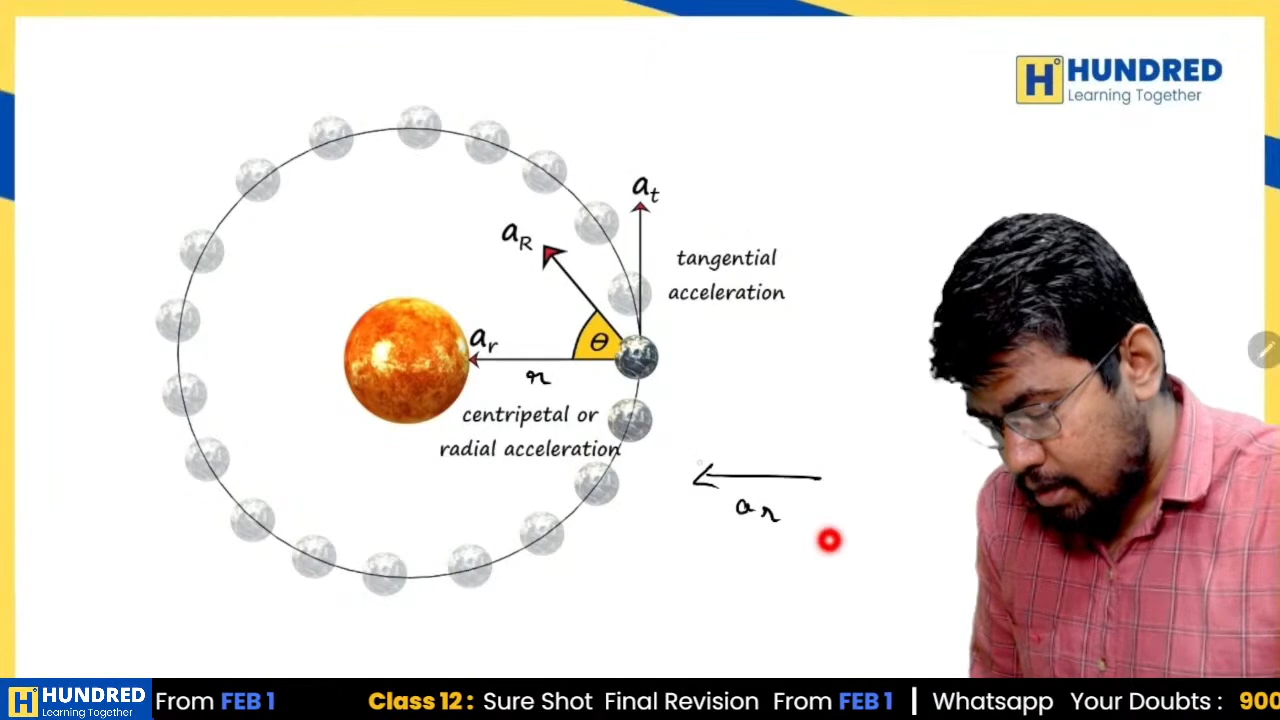 H° HUNDRED
Learning Together
a_t
a_R
tangential
acceleration
a_r
θ
r
centripetal or
radial acceleration
a_r
H° HUNDRED
Learning Together
From FEB 1 Class 12 : Sure Shot Final Revision From FEB 1 | Whatsapp Your Doubts : 900